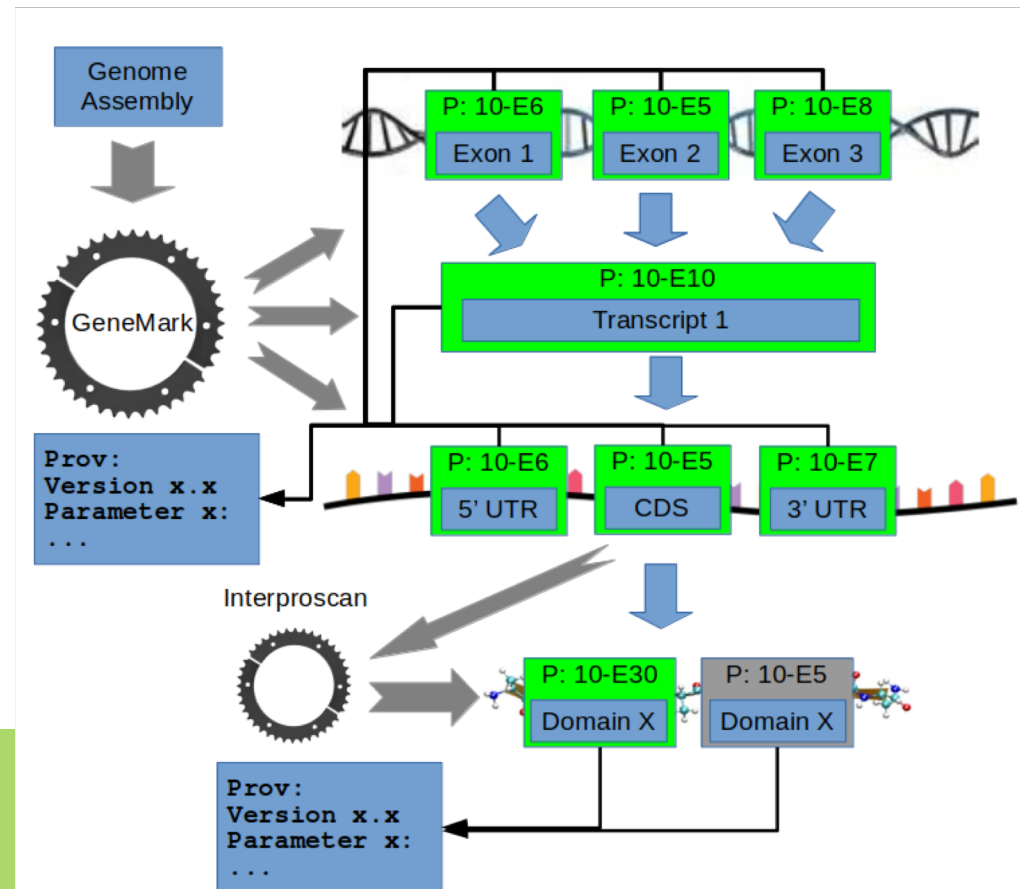 Genome
Assembly
P: 10-E6
P: 10-E5
P: 10-E8
Exon 1
Exon 2
Exon 3
P: 10-E10
Transcript 1
GeneMark
Prov:
Version x.x
Parameter x:
...
P: 10-E6
P: 10-E5
P: 10-E7
5’ UTR
CDS
3’ UTR
Interproscan
P: 10-E30
P: 10-E5
Domain X
Domain X
Prov:
Version x.x
Parameter x:
...